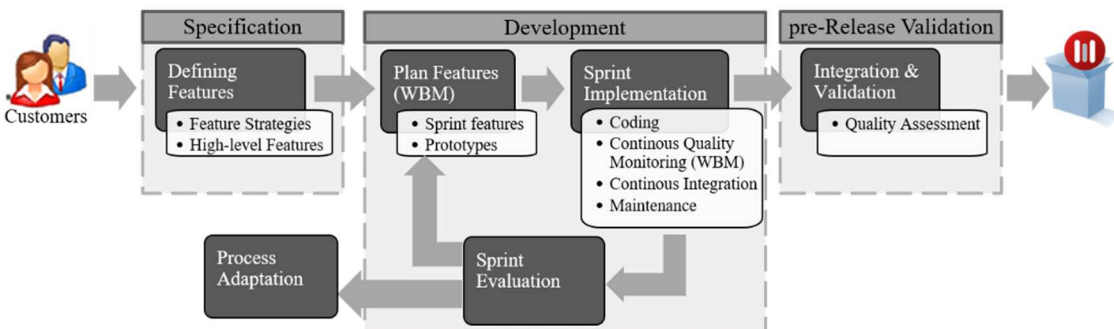 Specification
Development
pre-Release Validation
Customers
Defining
Features
• Feature Strategies
• High-level Features
Plan Features
(WBM)
• Sprint features
• Prototypes
Sprint
Implementation
• Coding
• Continous Quality
Monitoring (WBM)
• Continous Integration
• Maintenance
Integration &
Validation
• Quality Assessment
Process
Adaptation
Sprint
Evaluation